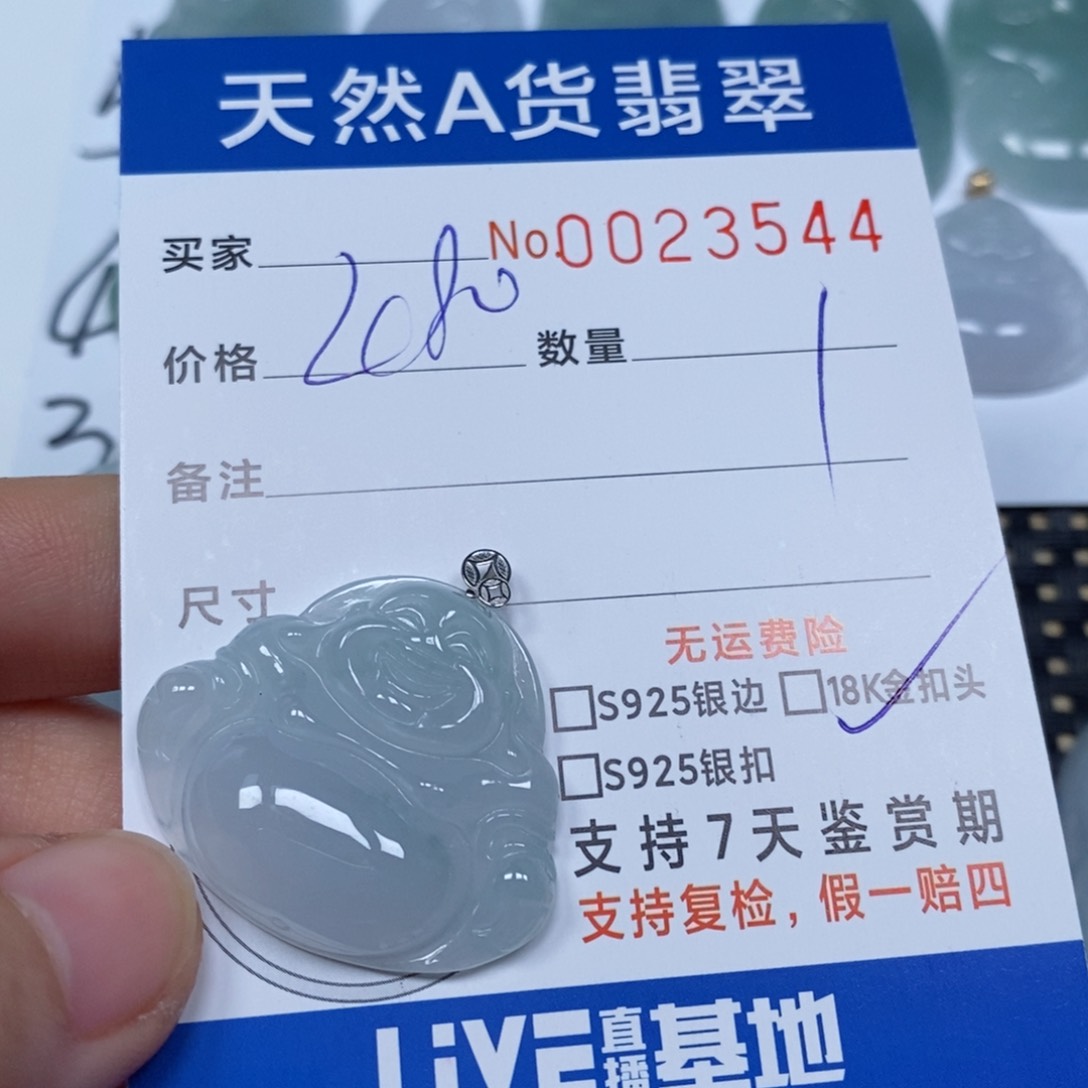 天然A货翡翠
买家 No.0023544
价格 2080 数量 1
备注
尺寸
无运费险
□S925银边 □18K金扣头
□S925银扣
支持7天鉴赏期
支持复检，假一赔四
LiVE直播基地
3